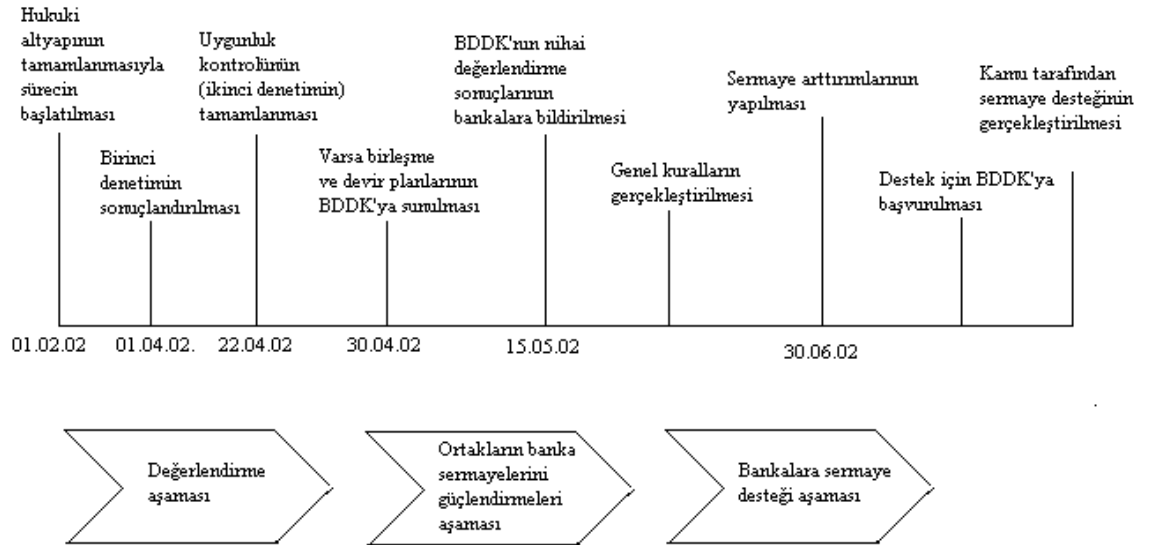 Hukuki
altyapının
tamamlanmasıyla
sürecin
başlatılması
Birinci
denetimin
sonuçlandırılması
Uygunluk
kontrolünün
(ikinci denetimin)
tamamlanması
Varsa birleşme
ve devir planlarının
BDDK'ya sunulması
BDDK'nın nihai
değerlendirme
sonuçlarının
bankalara bildirilmesi
Genel kuralların
gerçekleştirilmesi
Sermaye arttırımlarının
yapılması
Destek için BDDK'ya
başvurulması
Kamu tarafından
sermaye desteğinin
gerçekleştirilmesi
01.02.02
01.04.02.
22.04.02
30.04.02
15.05.02
30.06.02
Değerlendirme
aşaması
Ortakların banka
sermayelerini
güçlendirmeleri
aşaması
Bankalara sermaye
desteği aşaması